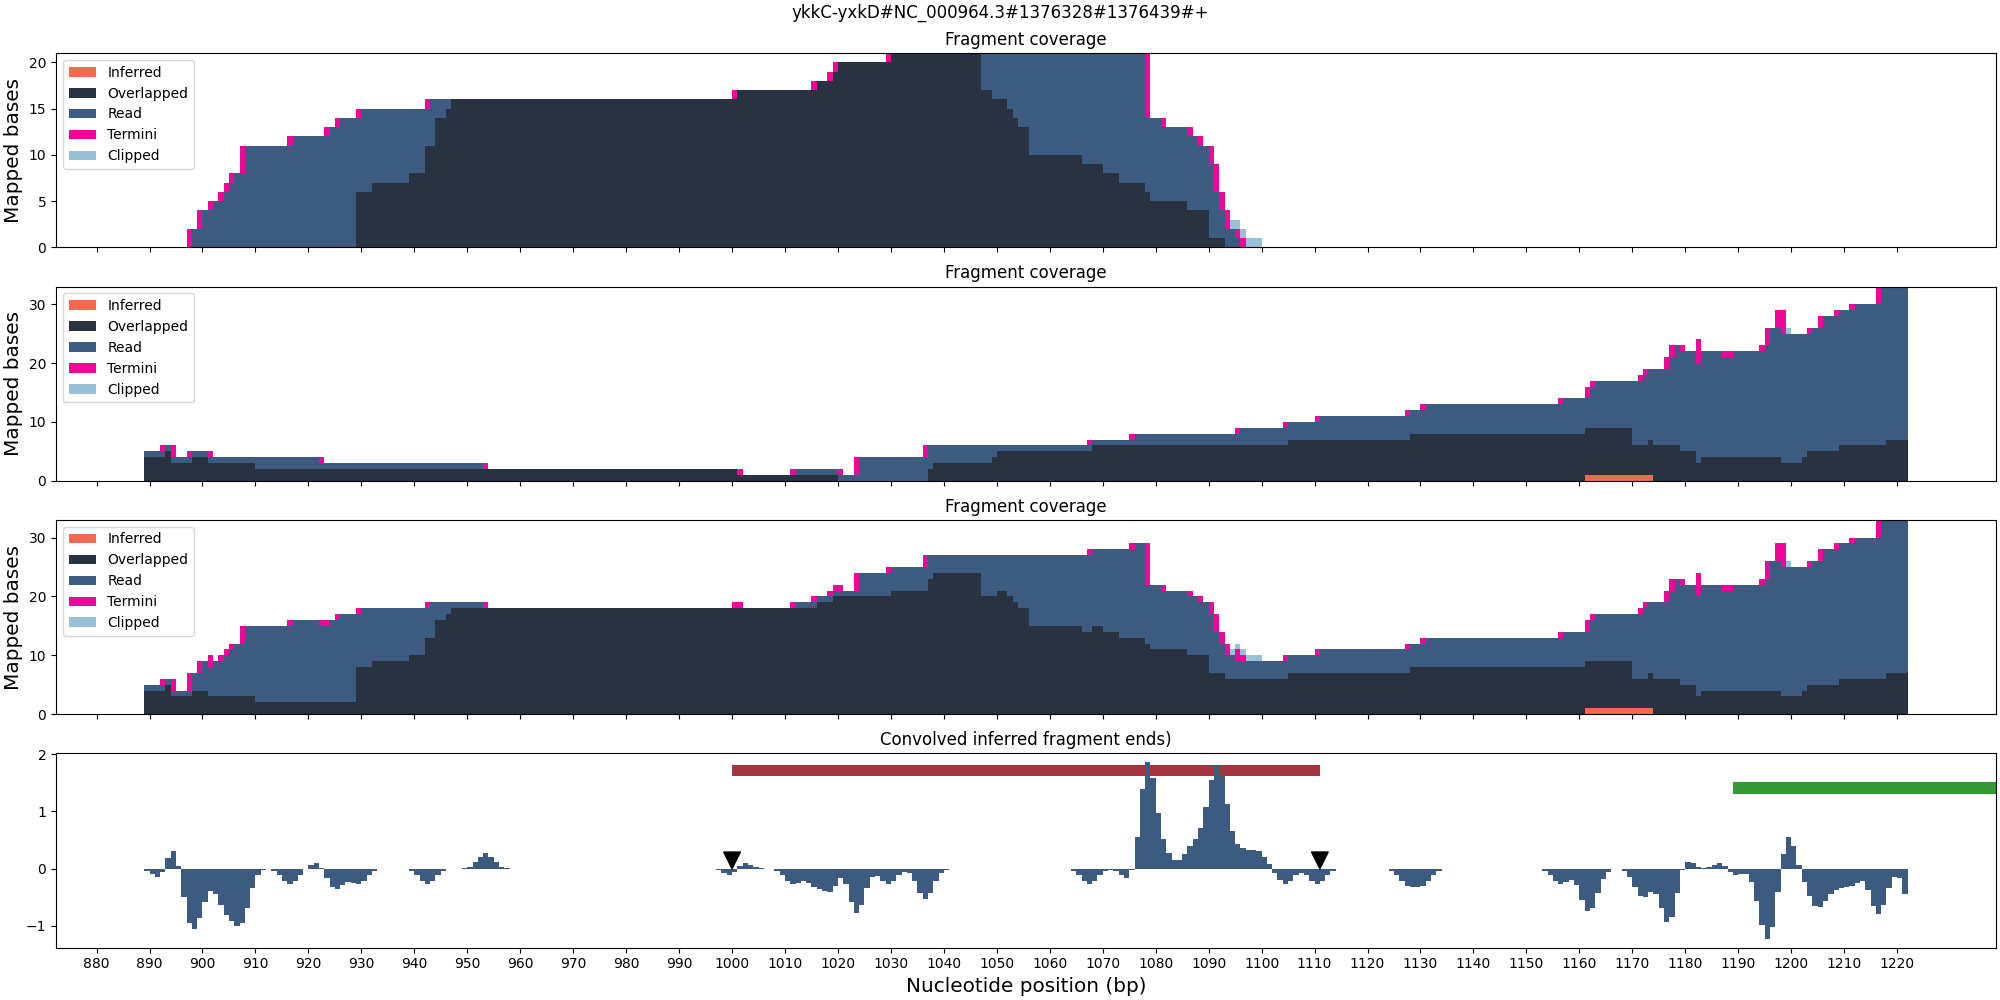 ykkC-yxkD#NC_000964.3#1376328#1376439#+
Fragment coverage
Mapped bases
20
15
10
5
0
Inferred
Overlapped
Read
Termini
Clipped
Fragment coverage
Mapped bases
30
20
10
0
Inferred
Overlapped
Read
Termini
Clipped
Fragment coverage
Mapped bases
30
20
10
0
Inferred
Overlapped
Read
Termini
Clipped
Convolved inferred fragment ends)
2
1
0
−1
880 890 900 910 920 930 940 950 960 970 980 990 1000 1010 1020 1030 1040 1050 1060 1070 1080 1090 1100 1110 1120 1130 1140 1150 1160 1170 1180 1190 1200 1210 1220
Nucleotide position (bp)